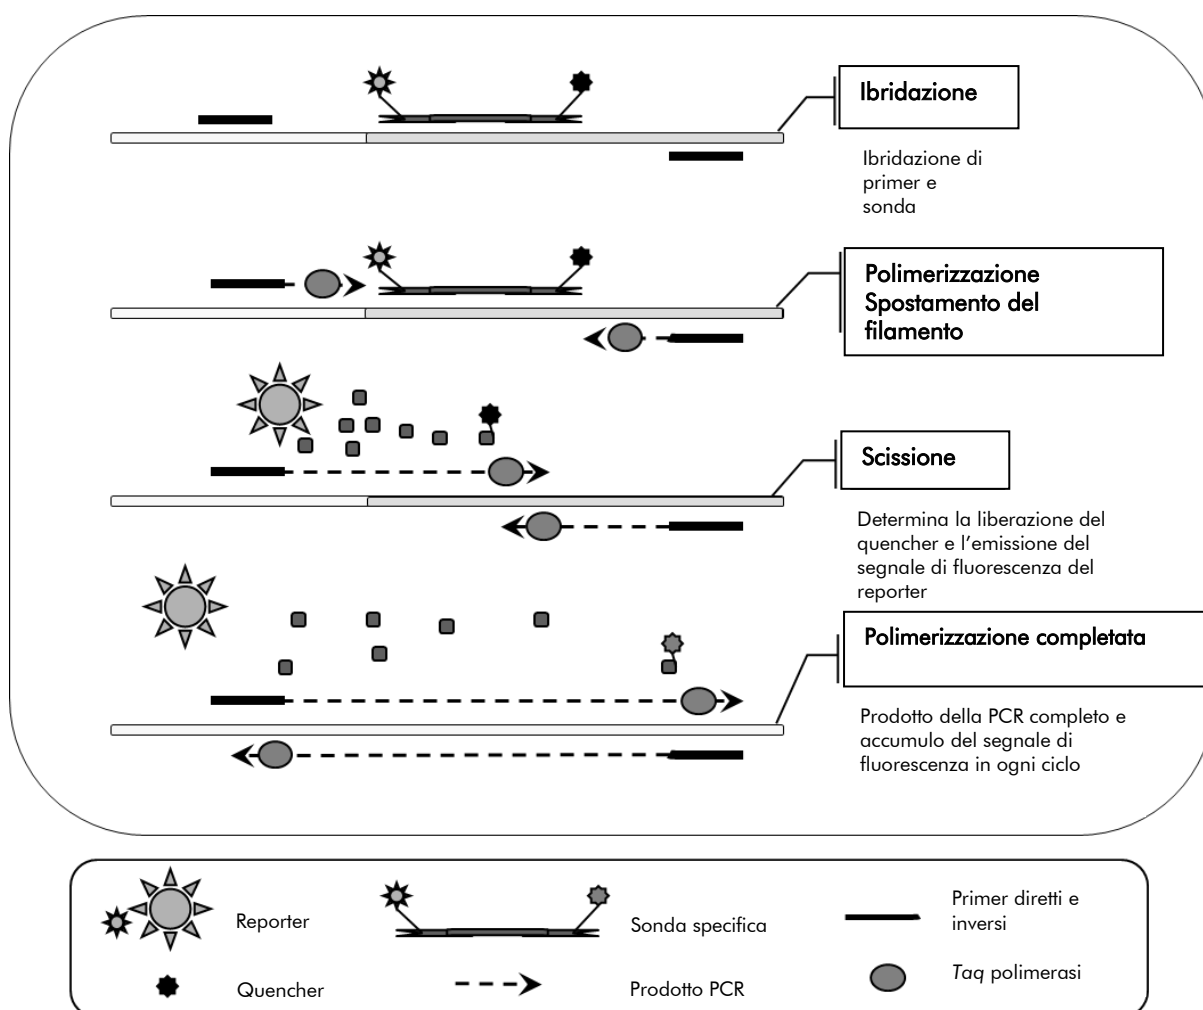 Ibridazione
Ibridazione di
primer e
sonda
Polimerizzazione
Spostamento del
filamento
Scissione
Determina la liberazione del
quencher e l'emissione del
segnale di fluorescenza del
reporter
Polimerizzazione completata
Prodotto della PCR completo e
accumulo del segnale di
fluorescenza in ogni ciclo
Reporter
Sonda specifica
Primer diretti e
inversi
Quencher
Prodotto PCR
Taq polimerasi